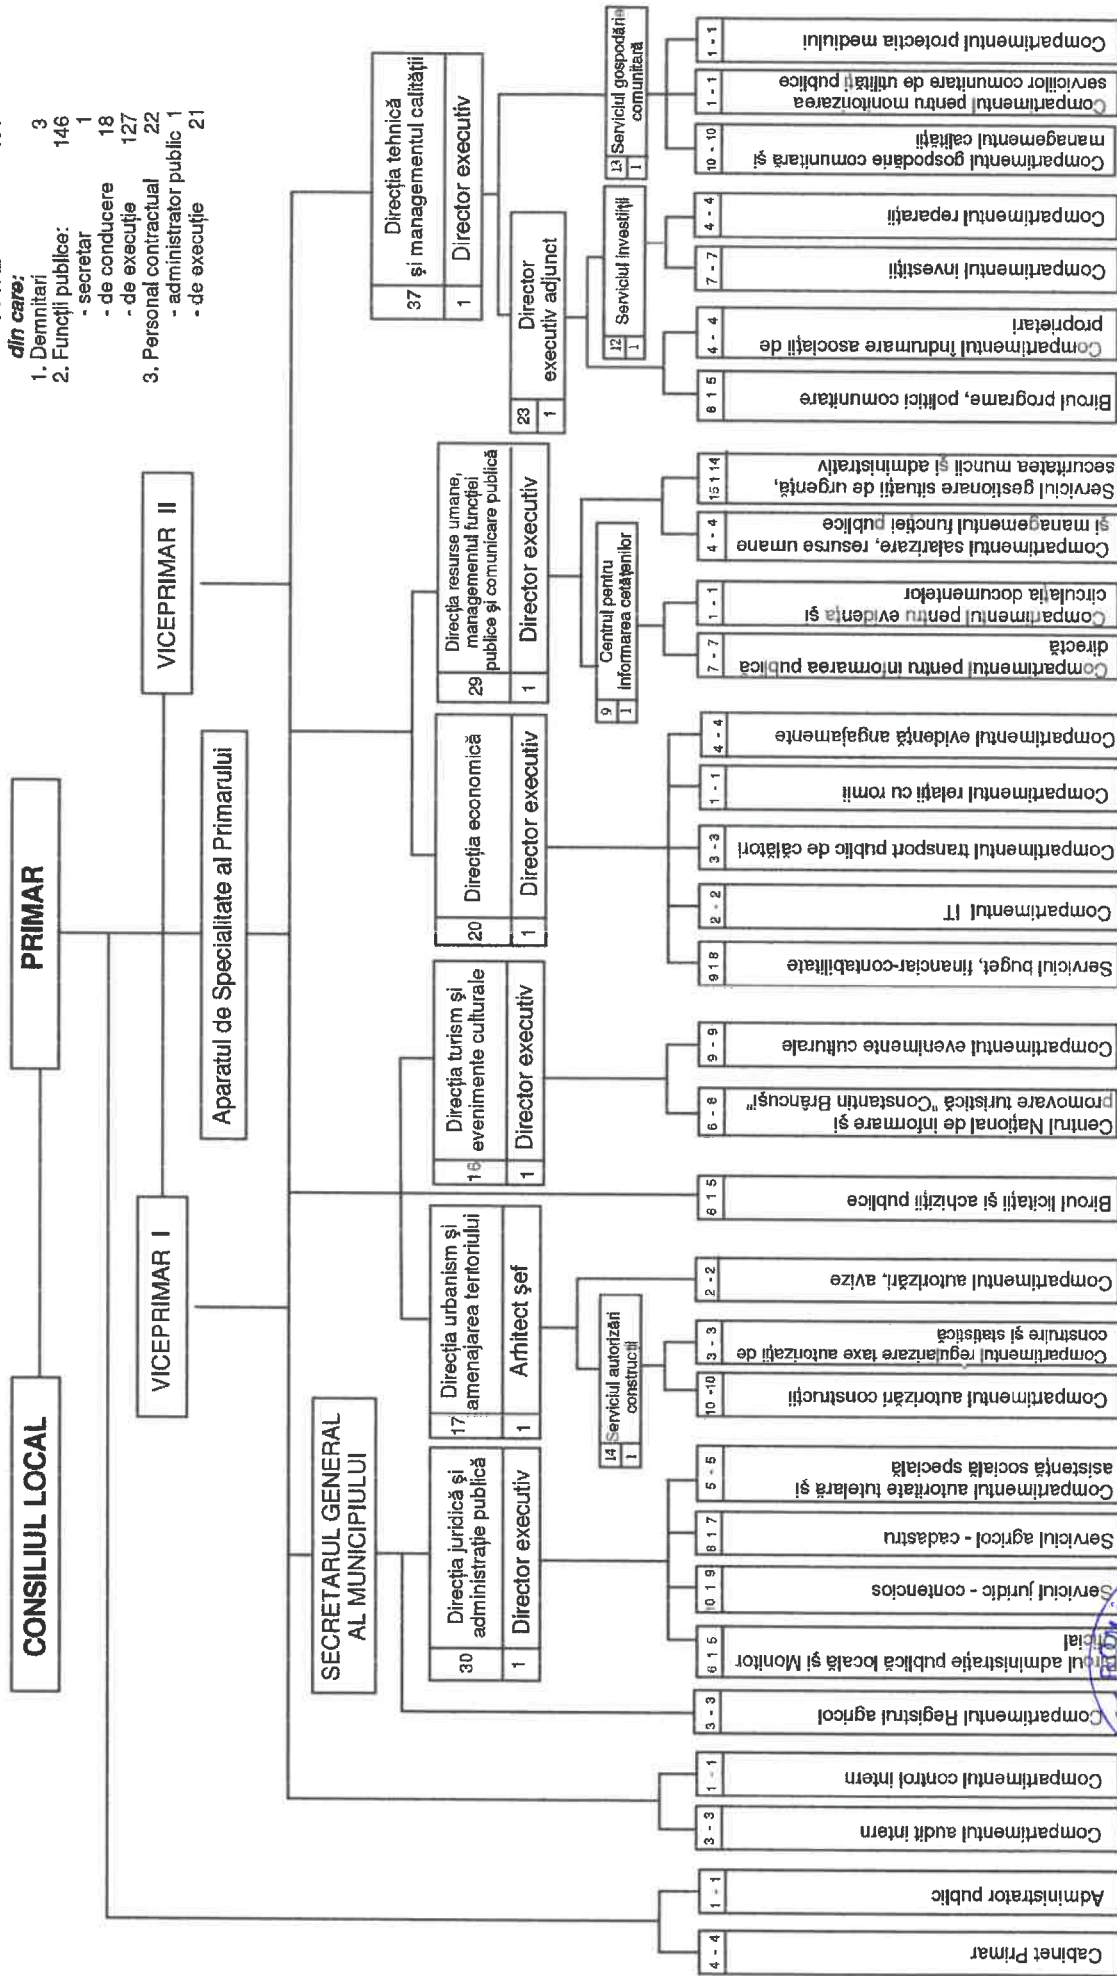 din care:
1. Demnitari 3
2. Funcții publice: 146
- secretar 1
- de conducere 18
- de execuție 127
3. Personal contractual 22
- administrator public 1
- de execuție 21
CONSILIUL LOCAL
PRIMAR
VICEPRIMAR I
VICEPRIMAR II
Aparatul de Specialitate al Primarului
SECRETARUL GENERAL
AL MUNICIPIULUI
30 Direcția juridică și
administrație publică
1 Director executiv
17 Direcția urbanism și
amenajarea teritoriului
1 Arhitect șef
16 Direcția turism și
evenimente culturale
1 Director executiv
20 Direcția economică
1 Director executiv
29 Direcția resurse umane,
managementul funcției
publice și comunicare publică
1 Director executiv
37 Direcția tehnică
și managementul calității
1 Director executiv
23 Director
1 executiv adjunct
14 Serviciul autorizări
1 construcții
9 Centrul pentru
1 informarea cetățenilor
12 Serviciul investiții
1
13 Serviciul gospodărie
1 comunitară
4 - 4
Cabinet Primar
1 - 1
Administrator public
3 - 3
Compartimentul audit intern
1 - 1
Compartimentul control intern
3 - 3
Compartimentul Registrul agricol
6 1 5
Biroul administrație publică locală și Monitor
oficial
10 1 9
Serviciul juridic - contencios
8 1 7
Serviciul agricol - cadastru
5 - 5
Compartimentul autoritate tutelară și
asistență socială specială
10 -10
Compartimentul autorizări construcții
3 - 3
Compartimentul regularizare taxe autorizații de
construire și statistică
2 - 2
Compartimentul autorizări, avize
6 1 5
Biroul licitații și achiziții publice
6 - 6
Centrul Național de informare și
promovare turistică "Constantin Brâncuși"
9 - 9
Compartimentul evenimente culturale
9 1 8
Serviciul buget, financiar-contabilitate
2 - 2
Compartimentul IT
3 - 3
Compartimentul transport public de călători
1 - 1
Compartimentul relații cu romii
4 - 4
Compartimentul evidență angajamente
7 - 7
Compartimentul pentru informarea publică
directă
1 - 1
Compartimentul pentru evidența și
circulația documentelor
4 - 4
Compartimentul salarizare, resurse umane
și managementul funcției publice
15 1 14
Serviciul gestionare situații de urgență,
securitatea muncii și administrativ
6 1 5
Biroul programe, politici comunitare
4 - 4
Compartimentul îndrumare asociații de
proprietari
7 - 7
Compartimentul investiții
4 - 4
Compartimentul reparații
10 - 10
Compartimentul gospodărie comunitară și
managementul calității
1 - 1
Compartimentul pentru monitorizarea
serviciilor comunitare de utilități publice
1 - 1
Compartimentul protecția mediului